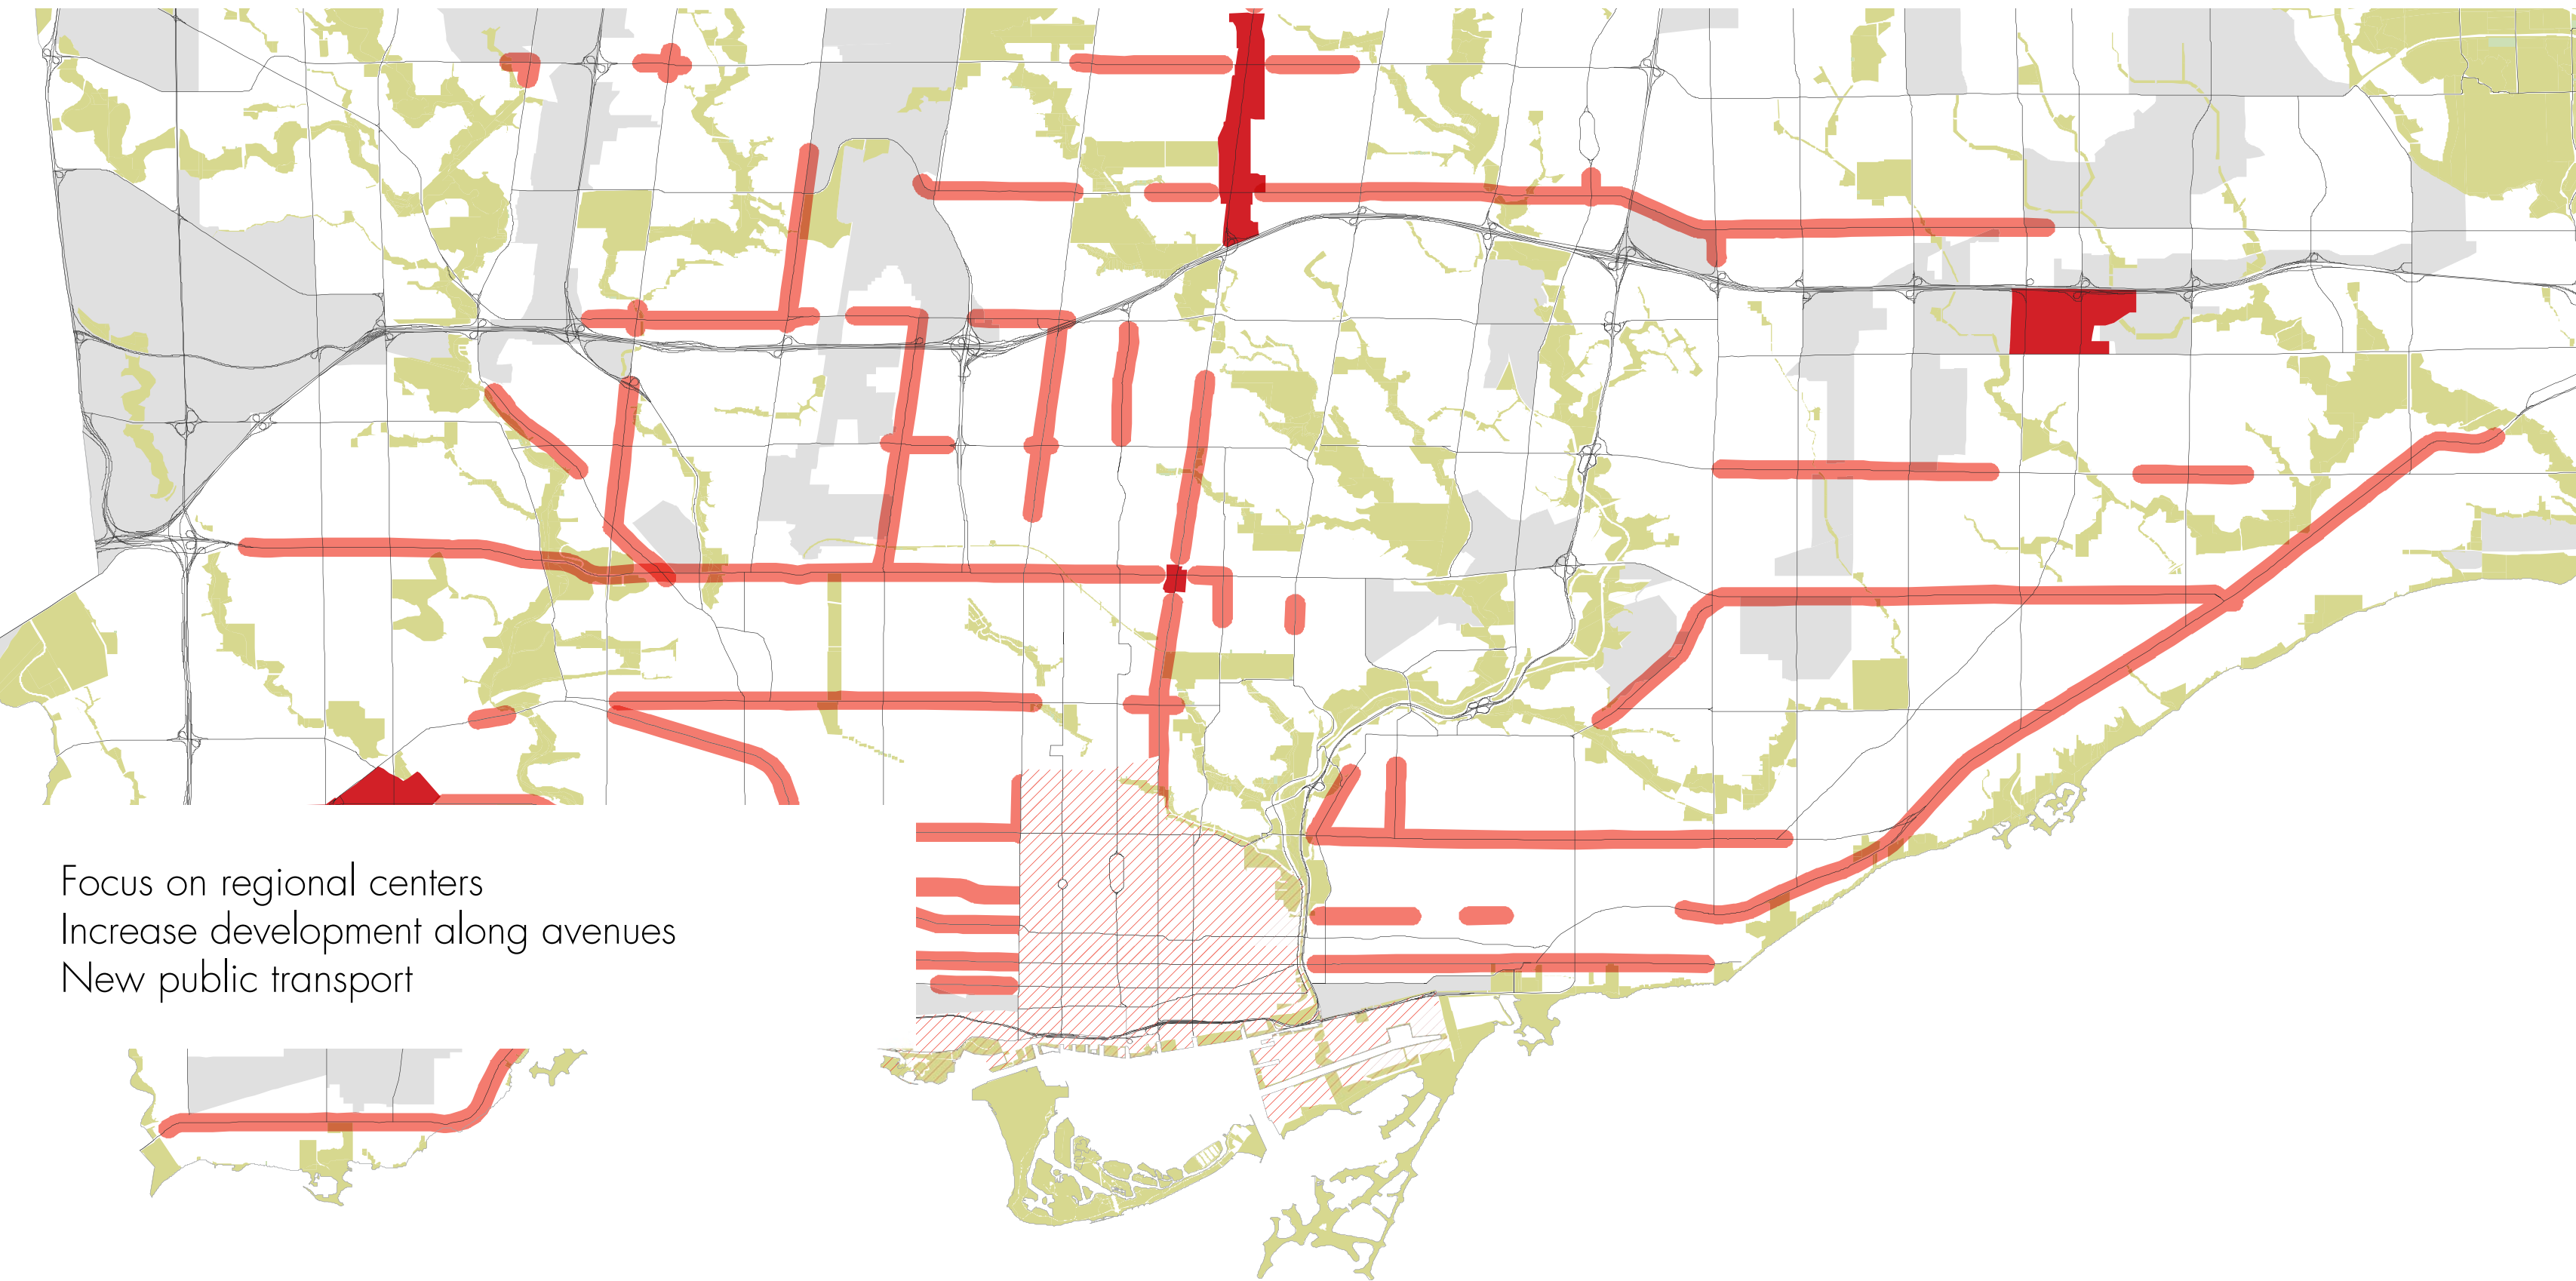 Focus on regional centers
Increase development along avenues
New public transport